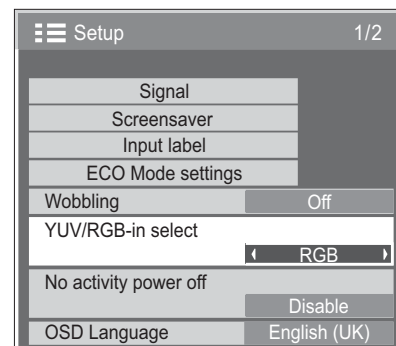 Setup 1/2
Signal
Screensaver
Input label
ECO Mode settings
Wobbling Off
YUV/RGB-in select
RGB
No activity power off
Disable
OSD Language English (UK)